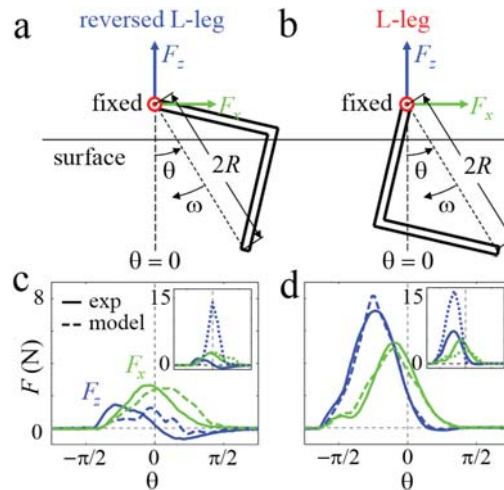 a
reversed L-leg
b
L-leg
F_z
F_z
fixed
F_x
fixed
F_x
surface
θ
2R
θ
2R
ω
ω
θ = 0
θ = 0
c
d
8
15
15
exp
model
0
0
F (N)
F_x
F_z
0
−π/2
0
π/2
−π/2
0
π/2
θ
θ